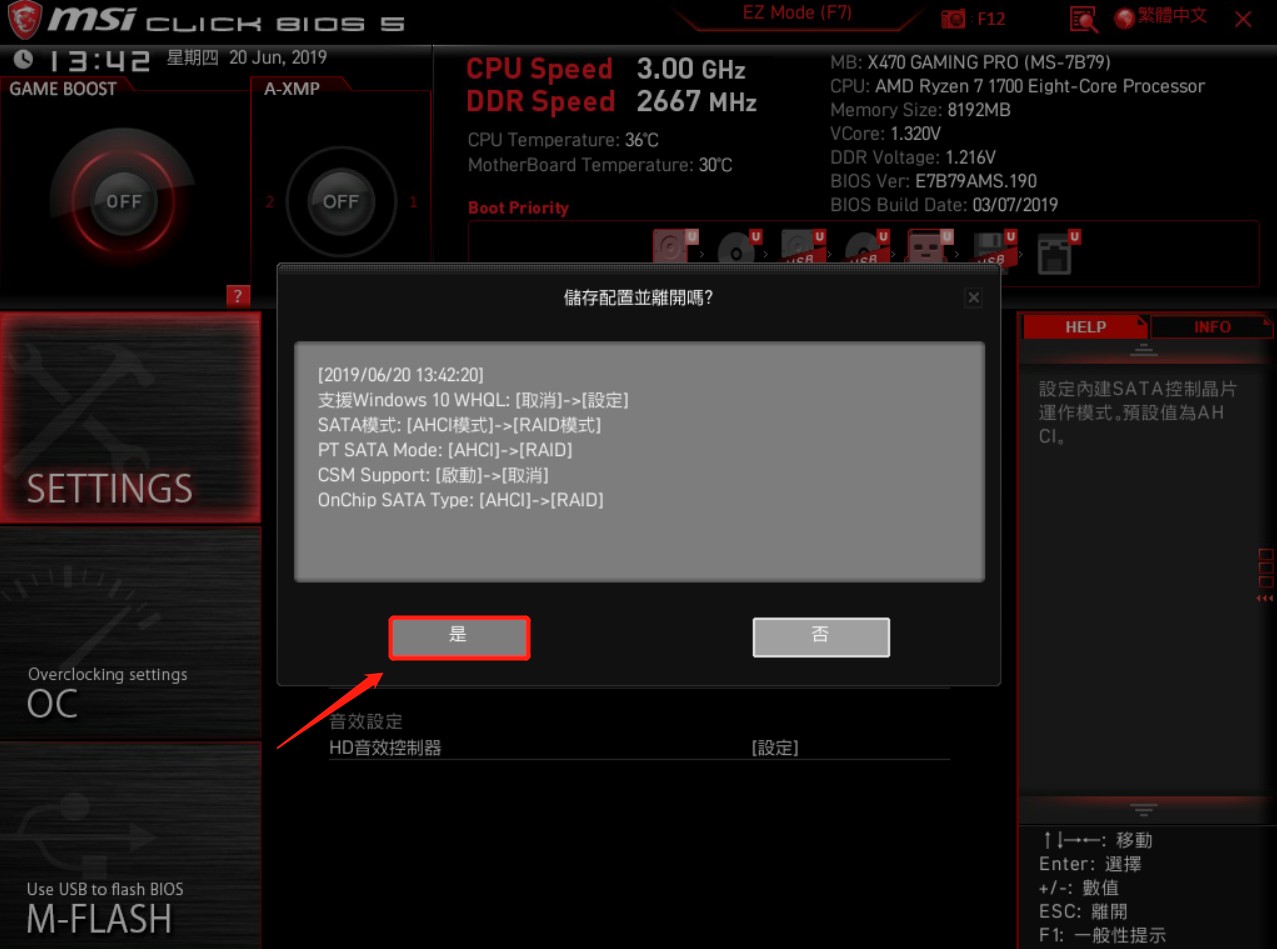 msi CLICK BIOS 5
EZ Mode (F7)
F12
繁體中文
13:42 星期四 20 Jun, 2019
GAME BOOST
A-XMP
OFF
2 OFF 1
?
CPU Speed 3.00 GHz
DDR Speed 2667 MHz
CPU Temperature: 36℃
MotherBoard Temperature: 30℃
MB: X470 GAMING PRO (MS-7B79)
CPU: AMD Ryzen 7 1700 Eight-Core Processor
Memory Size: 8192MB
VCore: 1.320V
DDR Voltage: 1.216V
BIOS Ver: E7B79AMS.190
BIOS Build Date: 03/07/2019
Boot Priority
U U U U U U U
USB USB USB
儲存配置並離開嗎?
[2019/06/20 13:42:20]
支援Windows 10 WHQL: [取消]->[設定]
SATA模式: [AHCI模式]->[RAID模式]
PT SATA Mode: [AHCI]->[RAID]
CSM Support: [啟動]->[取消]
OnChip SATA Type: [AHCI]->[RAID]
是
否
音效設定
HD音效控制器 [設定]
SETTINGS
Overclocking settings
OC
Use USB to flash BIOS
M-FLASH
HELP
INFO
設定內建SATA控制晶片
運作模式。預設值為AH
CI。
↑↓→←: 移動
Enter: 選擇
+/-: 數值
ESC: 離開
F1: 一般性提示